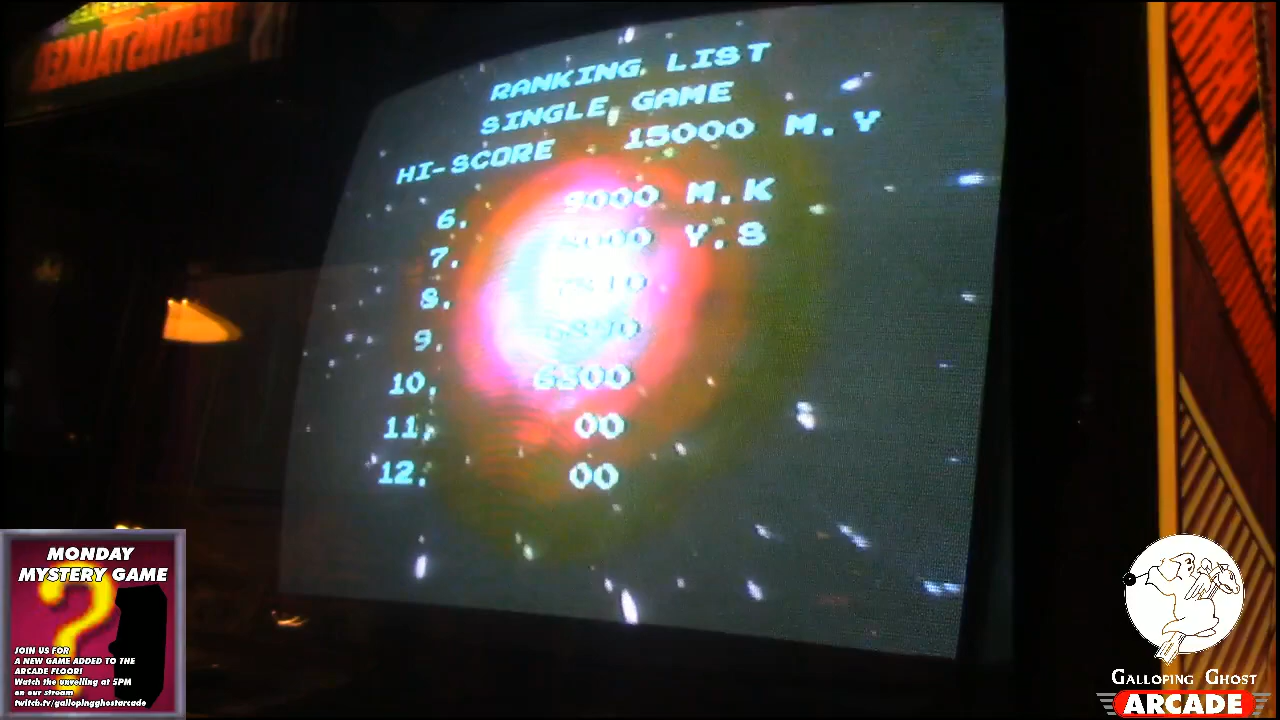 RANKING LIST
SINGLE GAME
HI-SCORE 15000 M.Y
6. 9000 M.K
7. 8000 Y.S
8.
9.
10. 6500
11. 00
12. 00
MONDAY
MYSTERY GAME
JOIN US FOR
A NEW GAME ADDED TO THE
ARCADE FLOOR!
Watch the unveiling at 5PM
on our stream
twitch.tv/gallopingghostarcade
GALLOPING GHOST
ARCADE